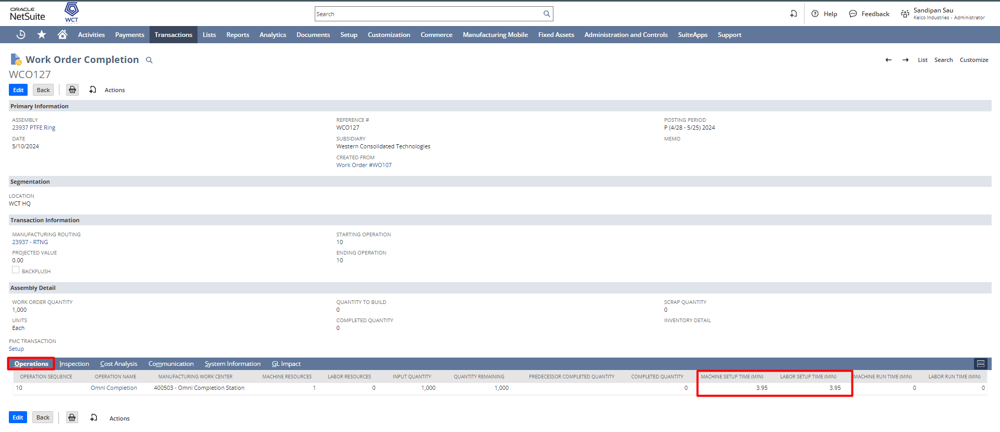 ORACLE
NetSuite
WCT
Search
Help
Feedback
Sandipan Sau
Kelco Industries - Administrator
Activities Payments Transactions Lists Reports Analytics Documents Setup Customization Commerce Manufacturing Mobile Fixed Assets Administration and Controls SuiteApps Support
Work Order Completion
List Search Customize
WCO127
Edit Back Actions
Primary Information
ASSEMBLY
23937 PTFE Ring
DATE
5/10/2024
REFERENCE #
WCO127
SUBSIDIARY
Western Consolidated Technologies
CREATED FROM
Work Order #WO107
POSTING PERIOD
P (4/28 - 5/25) 2024
MEMO
Segmentation
LOCATION
WCT HQ
Transaction Information
MANUFACTURING ROUTING
23937 - RTNG
PROJECTED VALUE
0.00
BACKFLUSH
STARTING OPERATION
10
ENDING OPERATION
10
Assembly Detail
WORK ORDER QUANTITY
1,000
UNITS
Each
QUANTITY TO BUILD
0
COMPLETED QUANTITY
0
SCRAP QUANTITY
0
INVENTORY DETAIL
PMC TRANSACTION
Setup
Operations Inspection Cost Analysis Communication System Information GL Impact
OPERATION SEQUENCE OPERATION NAME MANUFACTURING WORK CENTER MACHINE RESOURCES LABOR RESOURCES INPUT QUANTITY QUANTITY REMAINING PREDECESSOR COMPLETED QUANTITY COMPLETED QUANTITY MACHINE SETUP TIME (MIN) LABOR SETUP TIME (MIN) MACHINE RUN TIME (MIN) LABOR RUN TIME (MIN)
10 Omni Completion 400503 - Omni Completion Station 1 0 1,000 1,000 0 3.95 3.95 0 0
Edit Back Actions